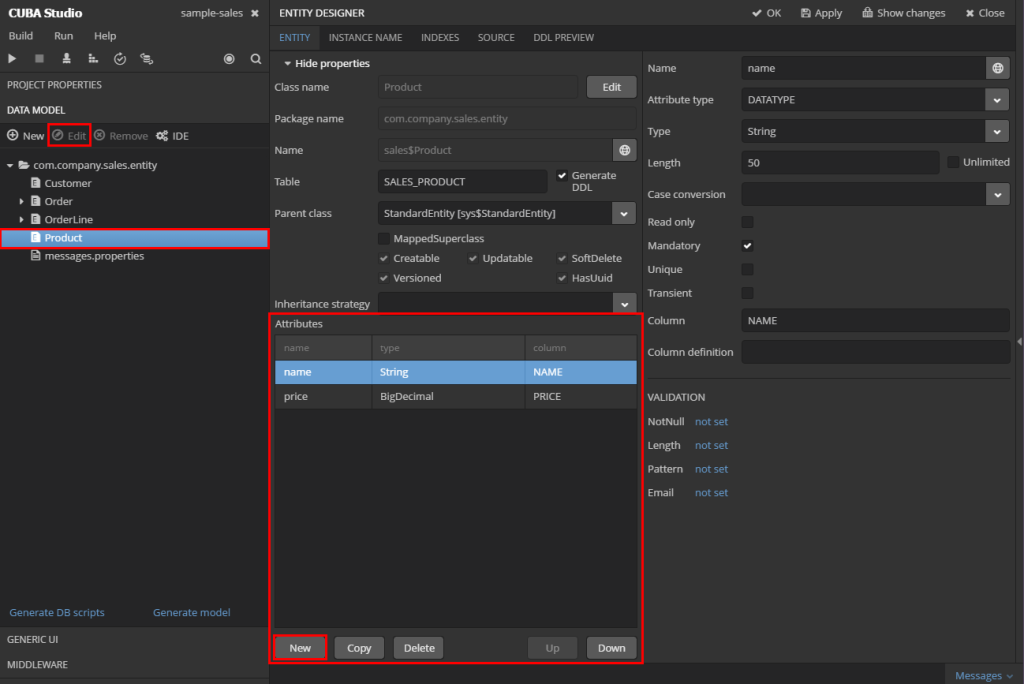 CUBA Studio
sample-sales
Build Run Help
PROJECT PROPERTIES
DATA MODEL
New Edit Remove IDE
com.company.sales.entity
Customer
Order
OrderLine
Product
messages.properties
Generate DB scripts Generate model
GENERIC UI
MIDDLEWARE
ENTITY DESIGNER
OK Apply Show changes Close
ENTITY INSTANCE NAME INDEXES SOURCE DDL PREVIEW
Hide properties
Class name Product Edit
Package name com.company.sales.entity
Name sales$Product
Table SALES_PRODUCT Generate
DDL
Parent class StandardEntity [sys$StandardEntity]
MappedSuperclass
Creatable Updatable SoftDelete
Versioned HasUuid
Inheritance strategy
Attributes
name type column
name String NAME
price BigDecimal PRICE
New Copy Delete Up Down
Name name
Attribute type DATATYPE
Type String
Length 50 Unlimited
Case conversion
Read only
Mandatory
Unique
Transient
Column NAME
Column definition
VALIDATION
NotNull not set
Length not set
Pattern not set
Email not set
Messages